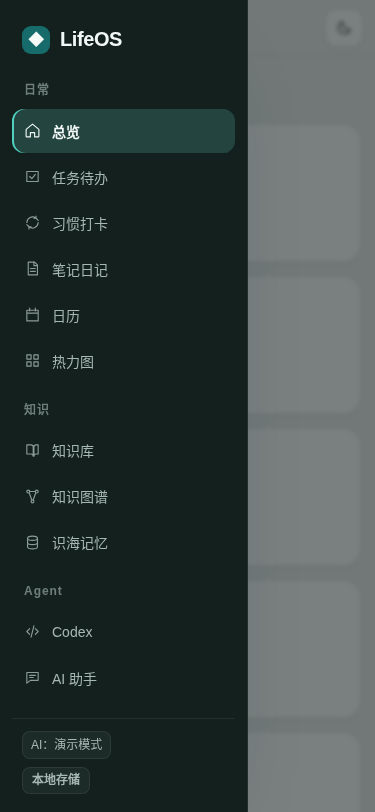 LifeOS
日常
总览
任务待办
习惯打卡
笔记日记
日历
热力图
知识
知识库
知识图谱
识海记忆
Agent
Codex
AI 助手
AI：演示模式
本地存储